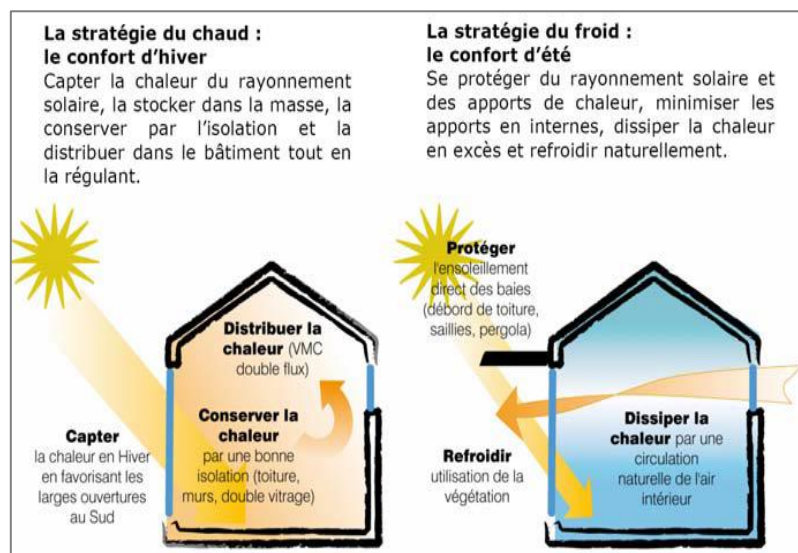 La stratégie du chaud :
le confort d’hiver
Capter la chaleur du rayonnement
solaire, la stocker dans la masse, la
conserver par l’isolation et la
distribuer dans le bâtiment tout en
la régulant.
La stratégie du froid :
le confort d’été
Se protéger du rayonnement solaire et
des apports de chaleur, minimiser les
apports en internes, dissiper la chaleur
en excès et refroidir naturellement.
Distribuer la
chaleur (VMC
double flux)
Conserver la
chaleur
par une bonne
isolation (toiture,
murs, double vitrage)
Capter
la chaleur en Hiver
en favorisant les
larges ouvertures
au Sud
Protéger
l'ensoleillement
direct des baies
(débord de toiture,
saillies, pergola)
Refroidir
utilisation de la
végétation
Dissiper la
chaleur par une
circulation
naturelle de l'air
intérieur